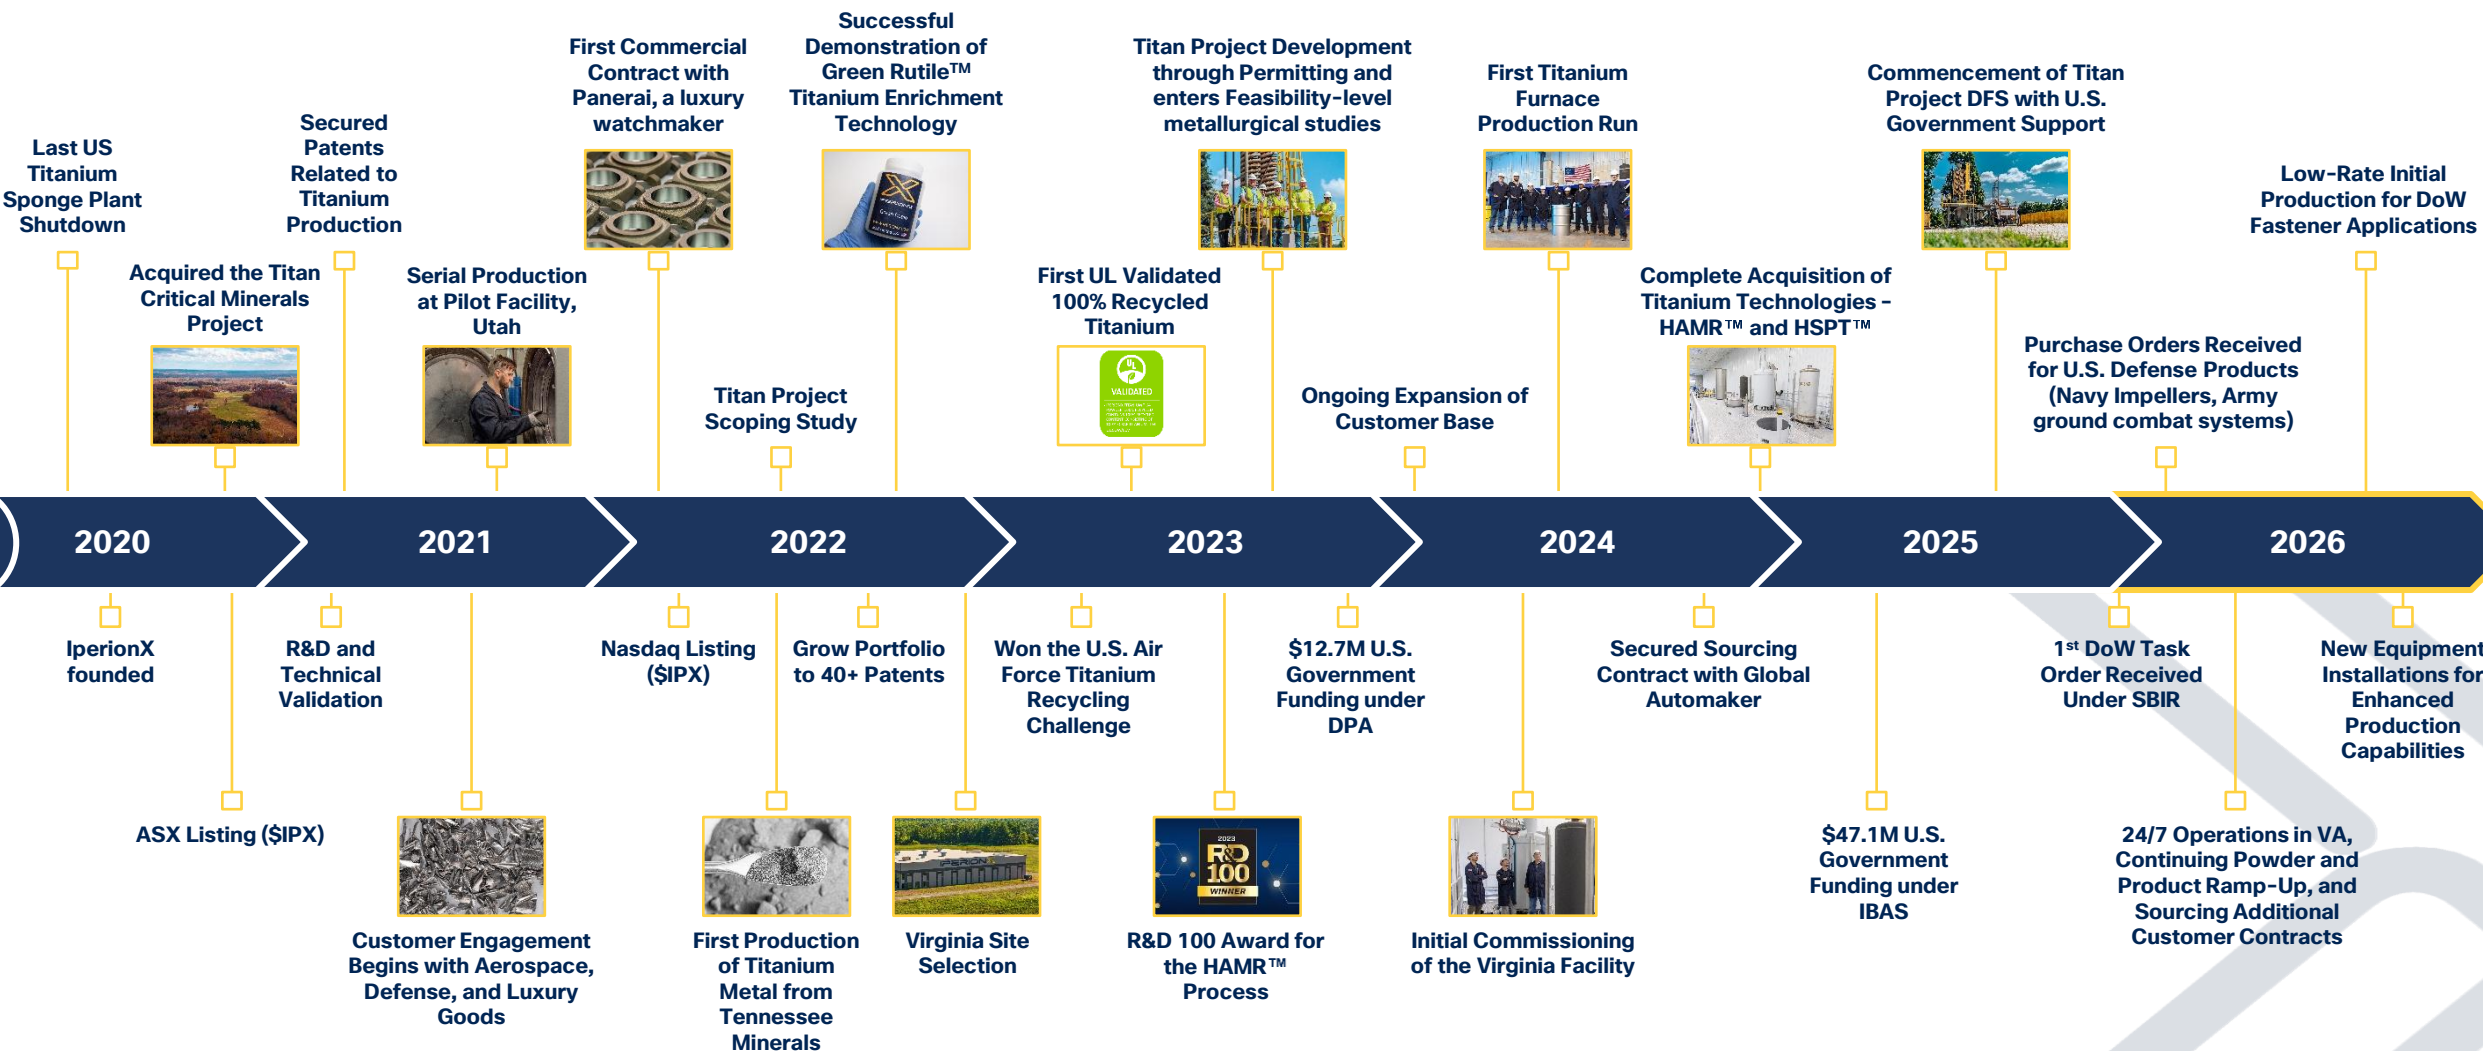 Last US
Titanium
Sponge Plant
Shutdown
Acquired the Titan
Critical Minerals
Project
Secured
Patents
Related to
Titanium
Production
Serial Production
at Pilot Facility,
Utah
First Commercial
Contract with
Panerai, a luxury
watchmaker
Titan Project
Scoping Study
Successful
Demonstration of
Green Rutile™
Titanium Enrichment
Technology
First UL Validated
100% Recycled
Titanium
UL
VALIDATED
Titan Project Development
through Permitting and
enters Feasibility-level
metallurgical studies
Ongoing Expansion of
Customer Base
First Titanium
Furnace
Production Run
Complete Acquisition of
Titanium Technologies –
HAMR™ and HSPT™
Commencement of Titan
Project DFS with U.S.
Government Support
Purchase Orders Received
for U.S. Defense Products
(Navy Impellers, Army
ground combat systems)
Low-Rate Initial
Production for DoW
Fastener Applications
2020
2021
2022
2023
2024
2025
2026
IperionX
founded
ASX Listing ($IPX)
R&D and
Technical
Validation
Customer Engagement
Begins with Aerospace,
Defense, and Luxury
Goods
Nasdaq Listing
($IPX)
First Production
of Titanium
Metal from
Tennessee
Minerals
Grow Portfolio
to 40+ Patents
IPERIONX
Virginia Site
Selection
Won the U.S. Air
Force Titanium
Recycling
Challenge
2023
R&D
100
WINNER
R&D 100 Award for
the HAMR™
Process
$12.7M U.S.
Government
Funding under
DPA
Initial Commissioning
of the Virginia Facility
Secured Sourcing
Contract with Global
Automaker
$47.1M U.S.
Government
Funding under
IBAS
1st DoW Task
Order Received
Under SBIR
24/7 Operations in VA,
Continuing Powder and
Product Ramp-Up, and
Sourcing Additional
Customer Contracts
New Equipment
Installations for
Enhanced
Production
Capabilities